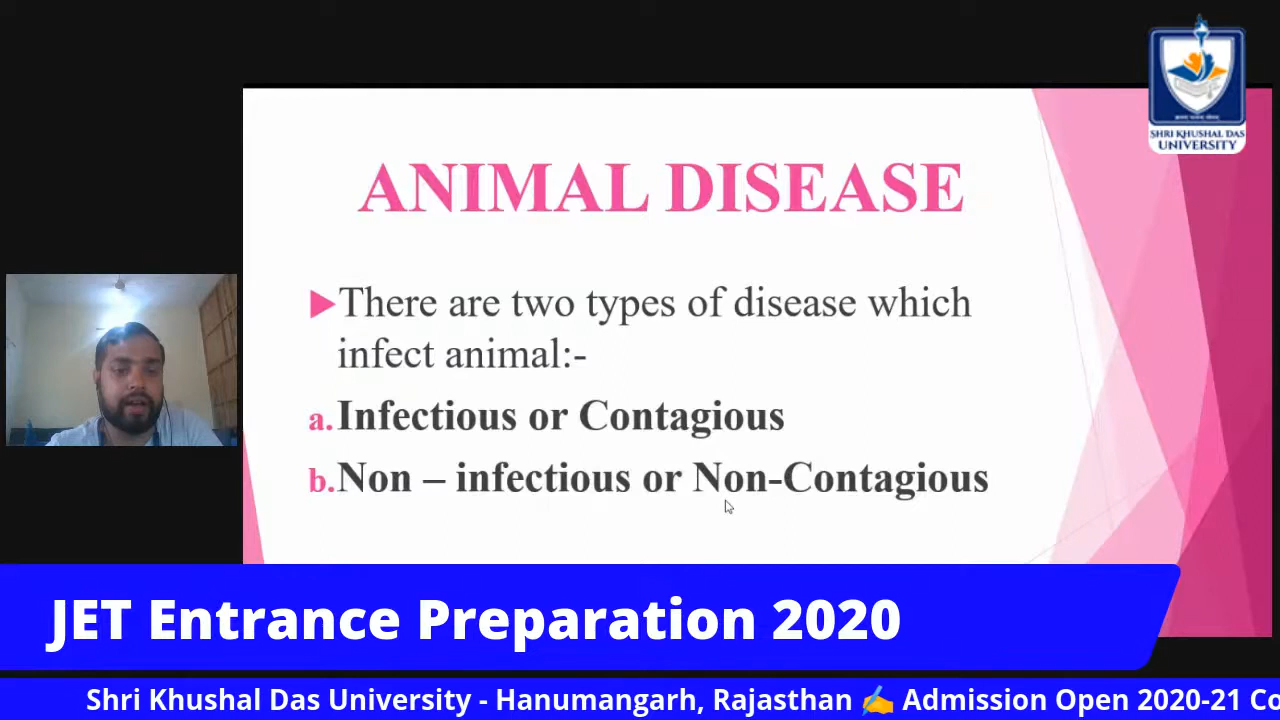 SHRI KHUSHAL DAS
UNIVERSITY
ANIMAL DISEASE
There are two types of disease which
infect animal:-
a. Infectious or Contagious
b. Non – infectious or Non-Contagious
JET Entrance Preparation 2020
Shri Khushal Das University - Hanumangarh, Rajasthan ✍️ Admission Open 2020-21 Co